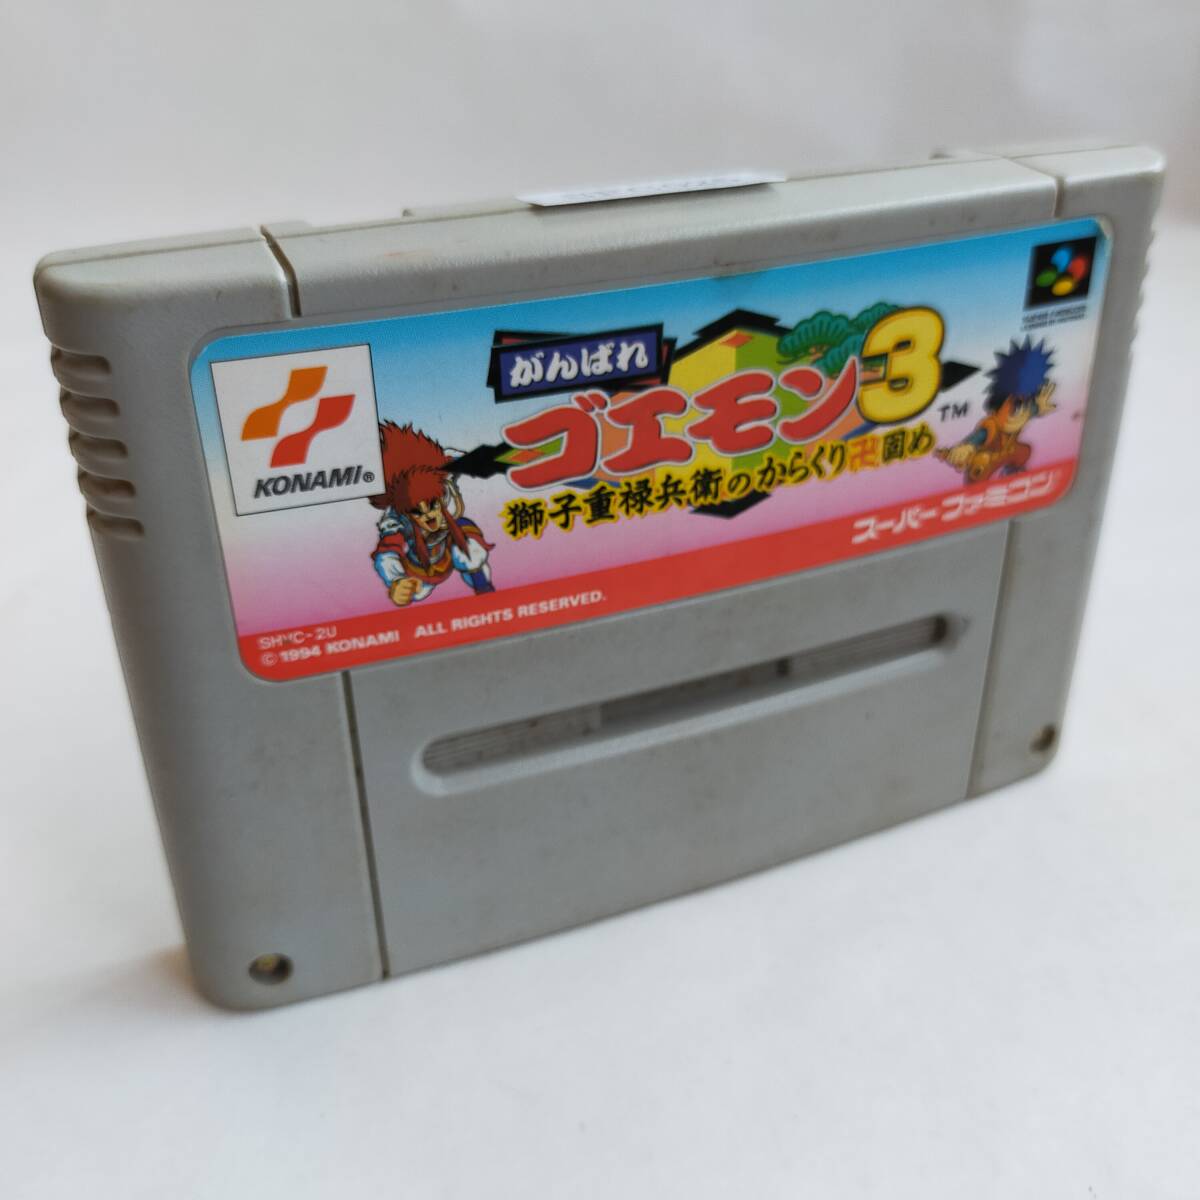 KONAMI®
がんばれ
ゴエモン3
TM
獅子重禄兵衛のからくり卍固め
スーパーファミコン
SHVC-2U
© 1994 KONAMI ALL RIGHTS RESERVED.